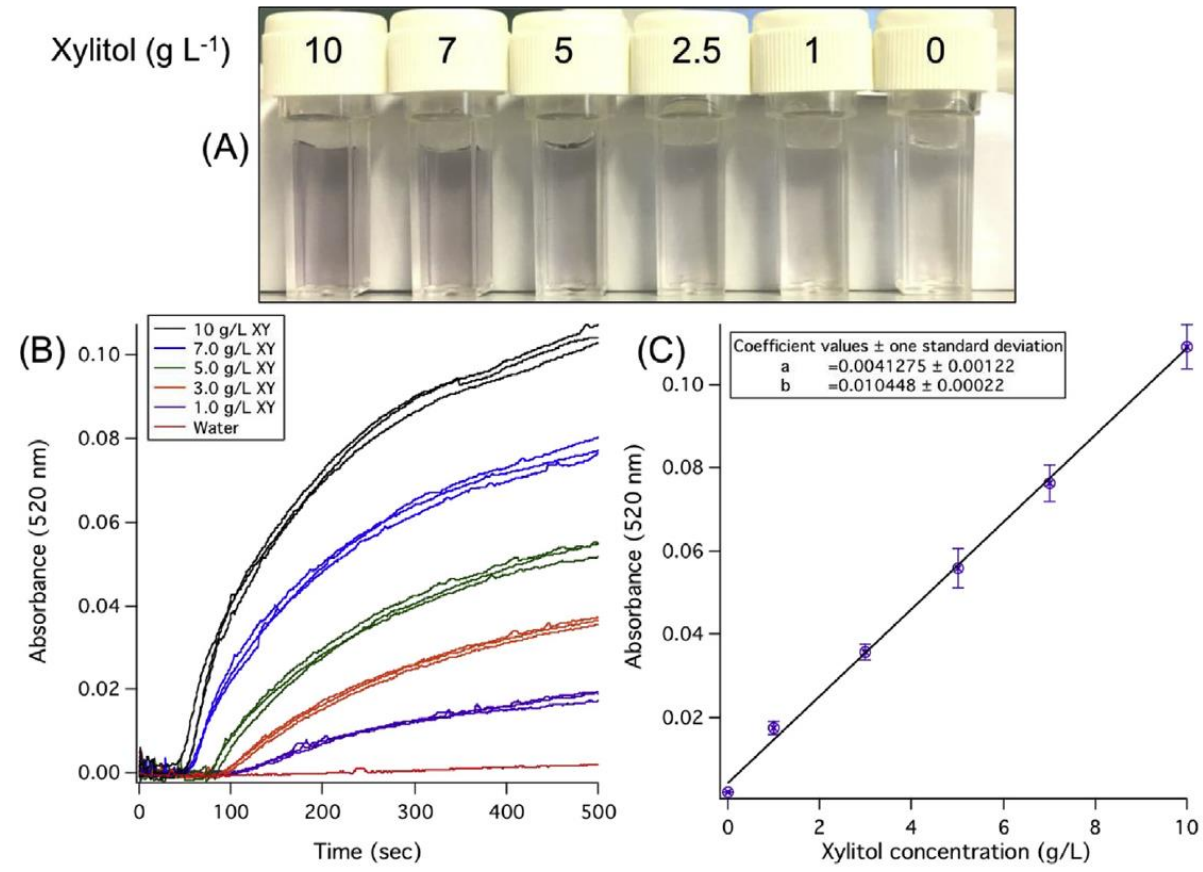 Xylitol (g L-1) 10 7 5 2.5 1 0
(A)
(B)
10 g/L XY
7.0 g/L XY
5.0 g/L XY
3.0 g/L XY
1.0 g/L XY
Water
0.10
0.08
0.06
0.04
0.02
0.00
Absorbance (520 nm)
0 100 200 300 400 500
Time (sec)
(C)
Coefficient values ± one standard deviation
a =0.0041275 ± 0.00122
b =0.010448 ± 0.00022
0.10
0.08
0.06
0.04
0.02
Absorbance (520 nm)
0 2 4 6 8 10
Xylitol concentration (g/L)